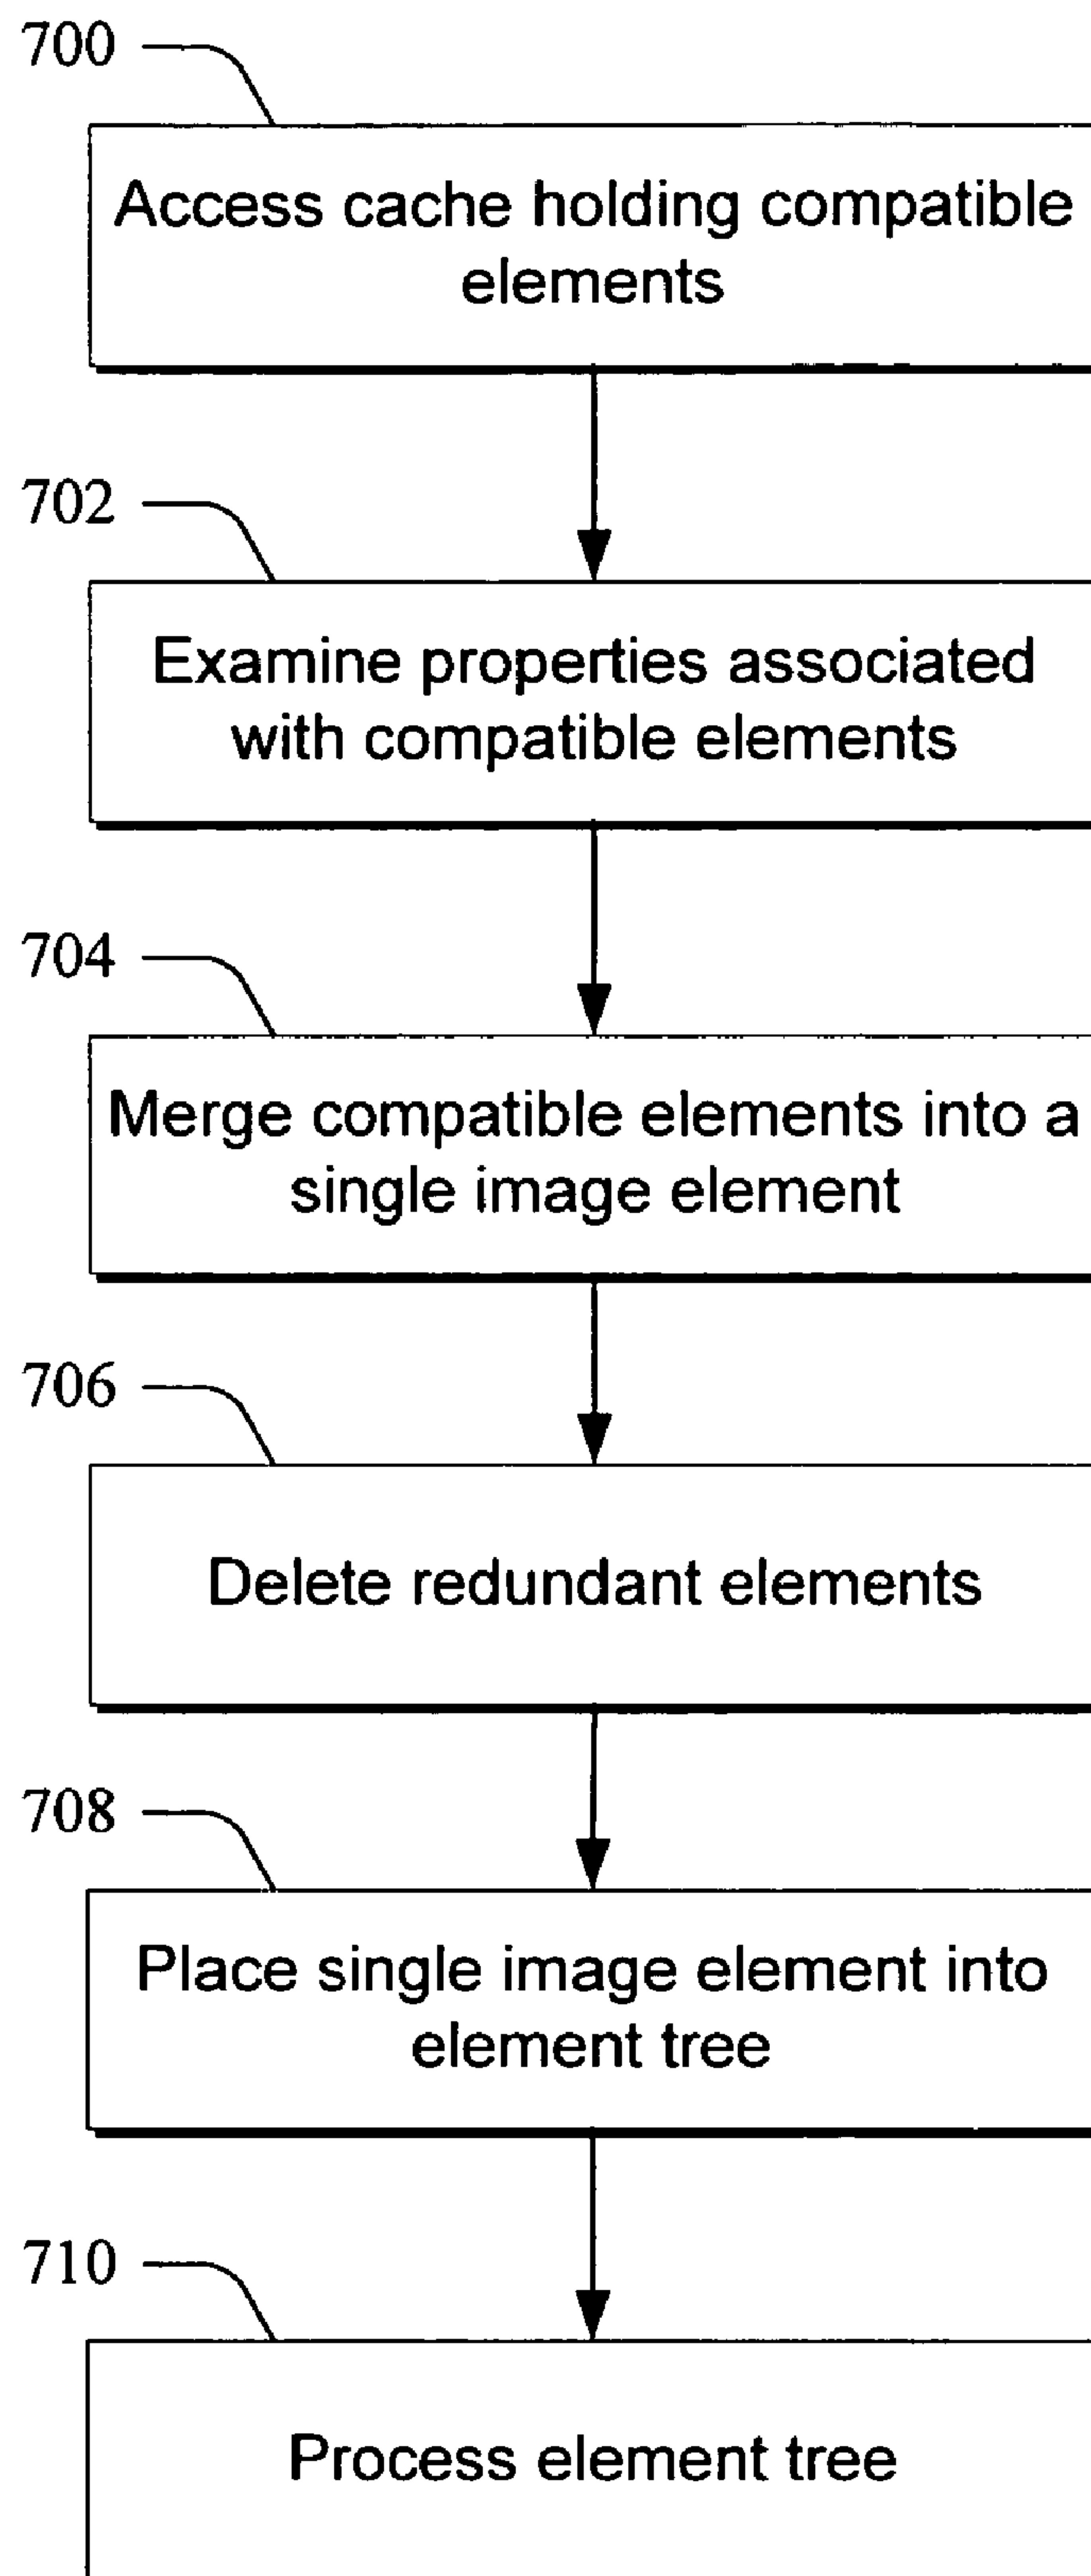 700
Access cache holding compatible
elements
702
Examine properties associated
with compatible elements
704
Merge compatible elements into a
single image element
706
Delete redundant elements
708
Place single image element into
element tree
710
Process element tree